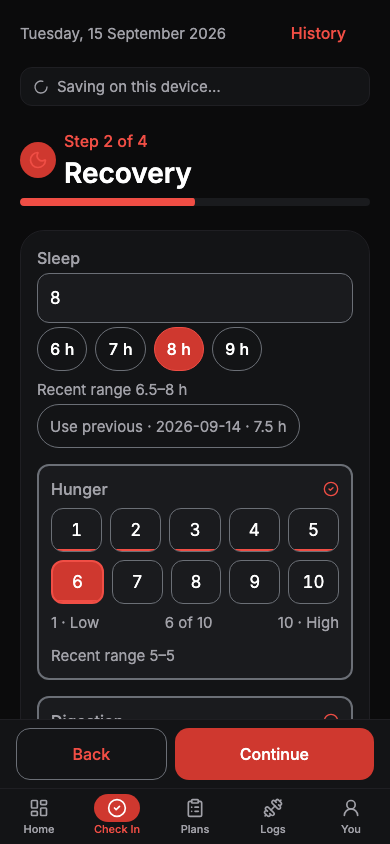 Tuesday, 15 September 2026
History
Saving on this device...
Step 2 of 4
Recovery
Sleep
8
6 h 7 h 8 h 9 h
Recent range 6.5–8 h
Use previous · 2026-09-14 · 7.5 h
Hunger
1 2 3 4 5
6 7 8 9 10
1 · Low 6 of 10 10 · High
Recent range 5–5
Digestion
Back Continue
Home Check In Plans Logs You